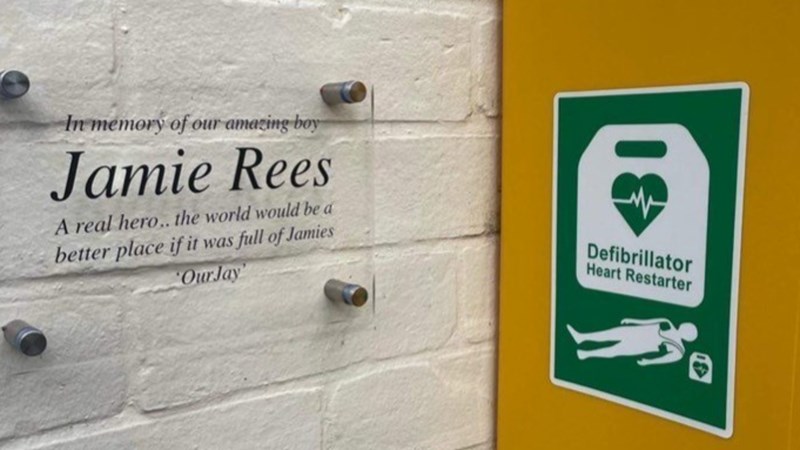 In memory of our amazing boy
Jamie Rees
A real hero.. the world would be a
better place if it was full of Jamies
'OurJay'
Defibrillator
Heart Restarter